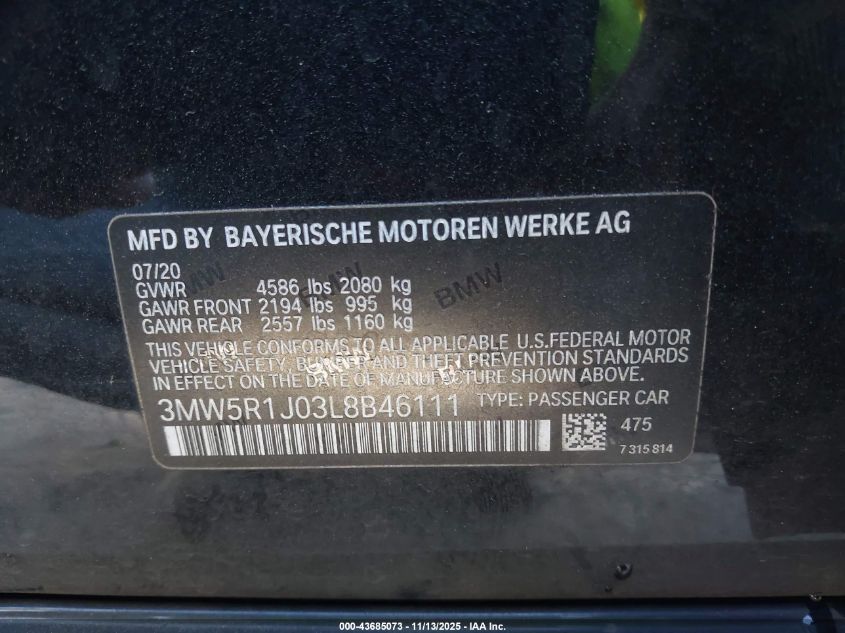 MFD BY BAYERISCHE MOTOREN WERKE AG
07/20
GVWR 4586 lbs 2080 kg
GAWR FRONT 2194 lbs 995 kg
GAWR REAR 2557 lbs 1160 kg
THIS VEHICLE CONFORMS TO ALL APPLICABLE U.S.FEDERAL MOTOR
VEHICLE SAFETY, BUMPER AND THEFT PREVENTION STANDARDS
IN EFFECT ON THE DATE OF MANUFACTURE SHOWN ABOVE.
3MW5R1J03L8B46111 TYPE: PASSENGER CAR
475
7 315 814
BMW
BMW
BMW
000-43685073 - 11/13/2025 - IAA Inc.